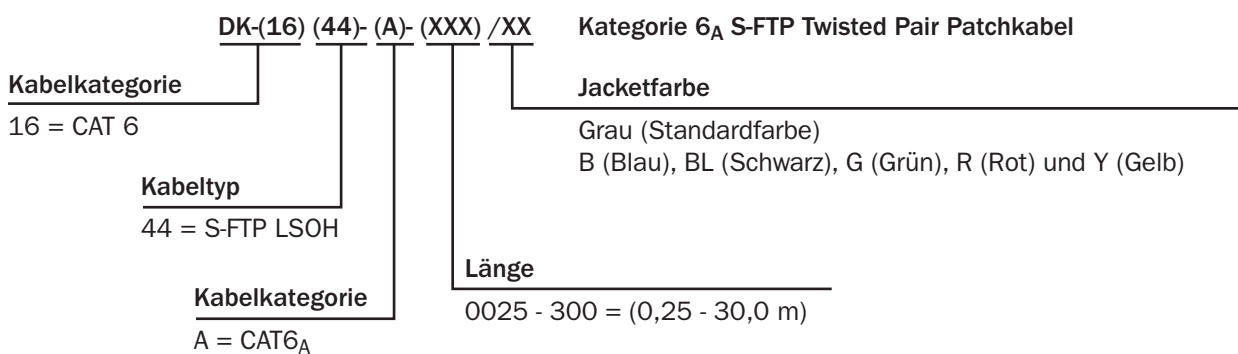 DK-(16) (44)- (A)- (XXX) /XX Kategorie 6A S-FTP Twisted Pair Patchkabel
Kabelkategorie
16 = CAT 6
Jacketfarbe
Grau (Standardfarbe)
B (Blau), BL (Schwarz), G (Grün), R (Rot) und Y (Gelb)
Kabeltyp
44 = S-FTP LSOH
Länge
0025 - 300 = (0,25 - 30,0 m)
Kabelkategorie
A = CAT6A